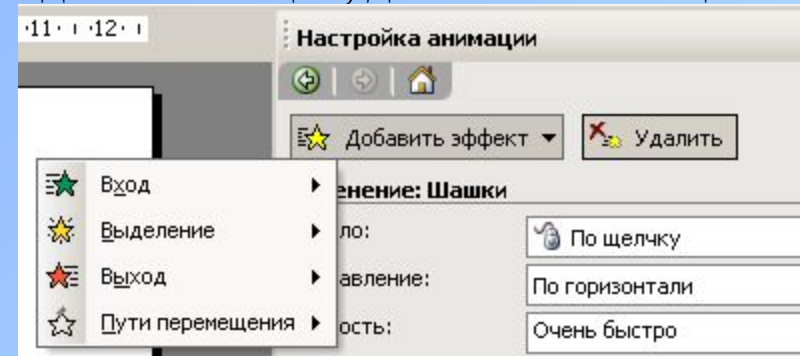 ·11· ı ·12· ı
Настройка анимации
Добавить эффект
Удалить
Вход
Выделение
Выход
Пути перемещения
енение: Шашки
ло:
По щелчку
авление:
По горизонтали
ость:
Очень быстро